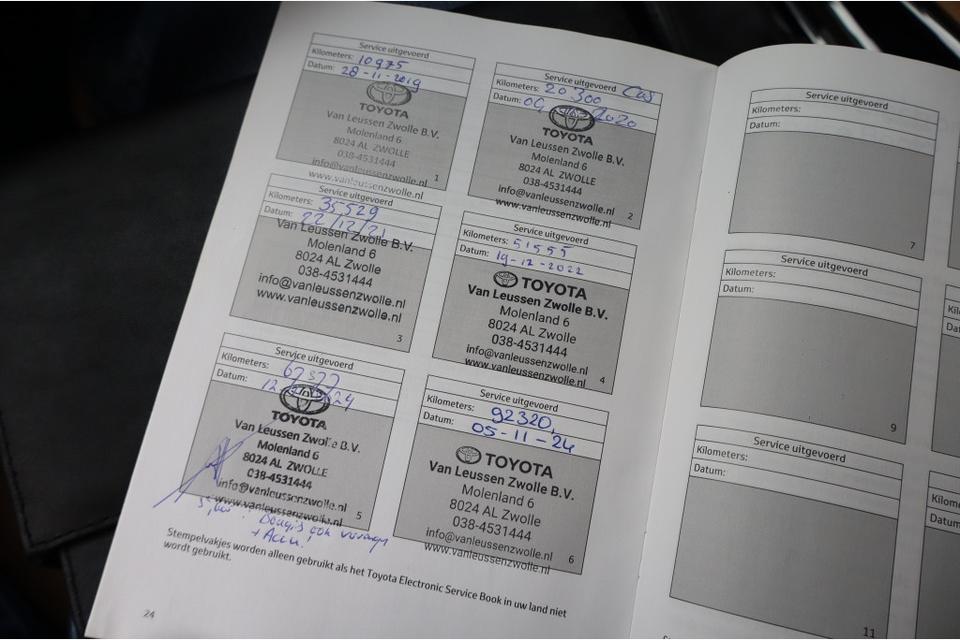 Service uitgevoerd
Kilometers: 10975
Datum: 28-11-2019
TOYOTA
Van Leussen Zwolle B.V.
Molenland 6
8024 AL ZWOLLE
038-4531444
info@vanleussenzwolle.nl
www.vanleussenzwolle.nl
1
Service uitgevoerd
Kilometers: 20.300
Datum: 2020
TOYOTA
Van Leussen Zwolle B.V.
Molenland 6
8024 AL ZWOLLE
038-4531444
info@vanleussenzwolle.nl
www.vanleussenzwolle.nl
2
Service uitgevoerd
Kilometers: 35529
Datum: 22/12/21
Van Leussen Zwolle B.V.
Molenland 6
8024 AL Zwolle
038-4531444
info@vanleussenzwolle.nl
www.vanleussenzwolle.nl
3
Service uitgevoerd
Kilometers: 51555
Datum: 19-12-2022
TOYOTA
Van Leussen Zwolle B.V.
Molenland 6
8024 AL Zwolle
038-4531444
info@vanleussenzwolle.nl
www.vanleussenzwolle.nl
4
Service uitgevoerd
Kilometers:
Datum: 12
TOYOTA
Van Leussen Zwolle B.V.
Molenland 6
8024 AL ZWOLLE
038-4531444
info@vanleussenzwolle.nl
www.vanleussenzwolle.nl
5
ook
+ Accu!
Service uitgevoerd
Kilometers: 92320,
Datum: 05-11-24
TOYOTA
Van Leussen Zwolle B.V.
Molenland 6
8024 AL Zwolle
038-4531444
info@vanleussenzwolle.nl
www.vanleussenzwolle.nl
6
Stempelvakjes worden alleen gebruikt als het Toyota Electronic Service Book in uw land niet
wordt gebruikt.
24
Service uitgevoerd
Kilometers:
Datum:
7
Service uitgevoerd
Kilometers:
Datum:
9
Service uitgevoerd
Kilometers:
Datum:
11